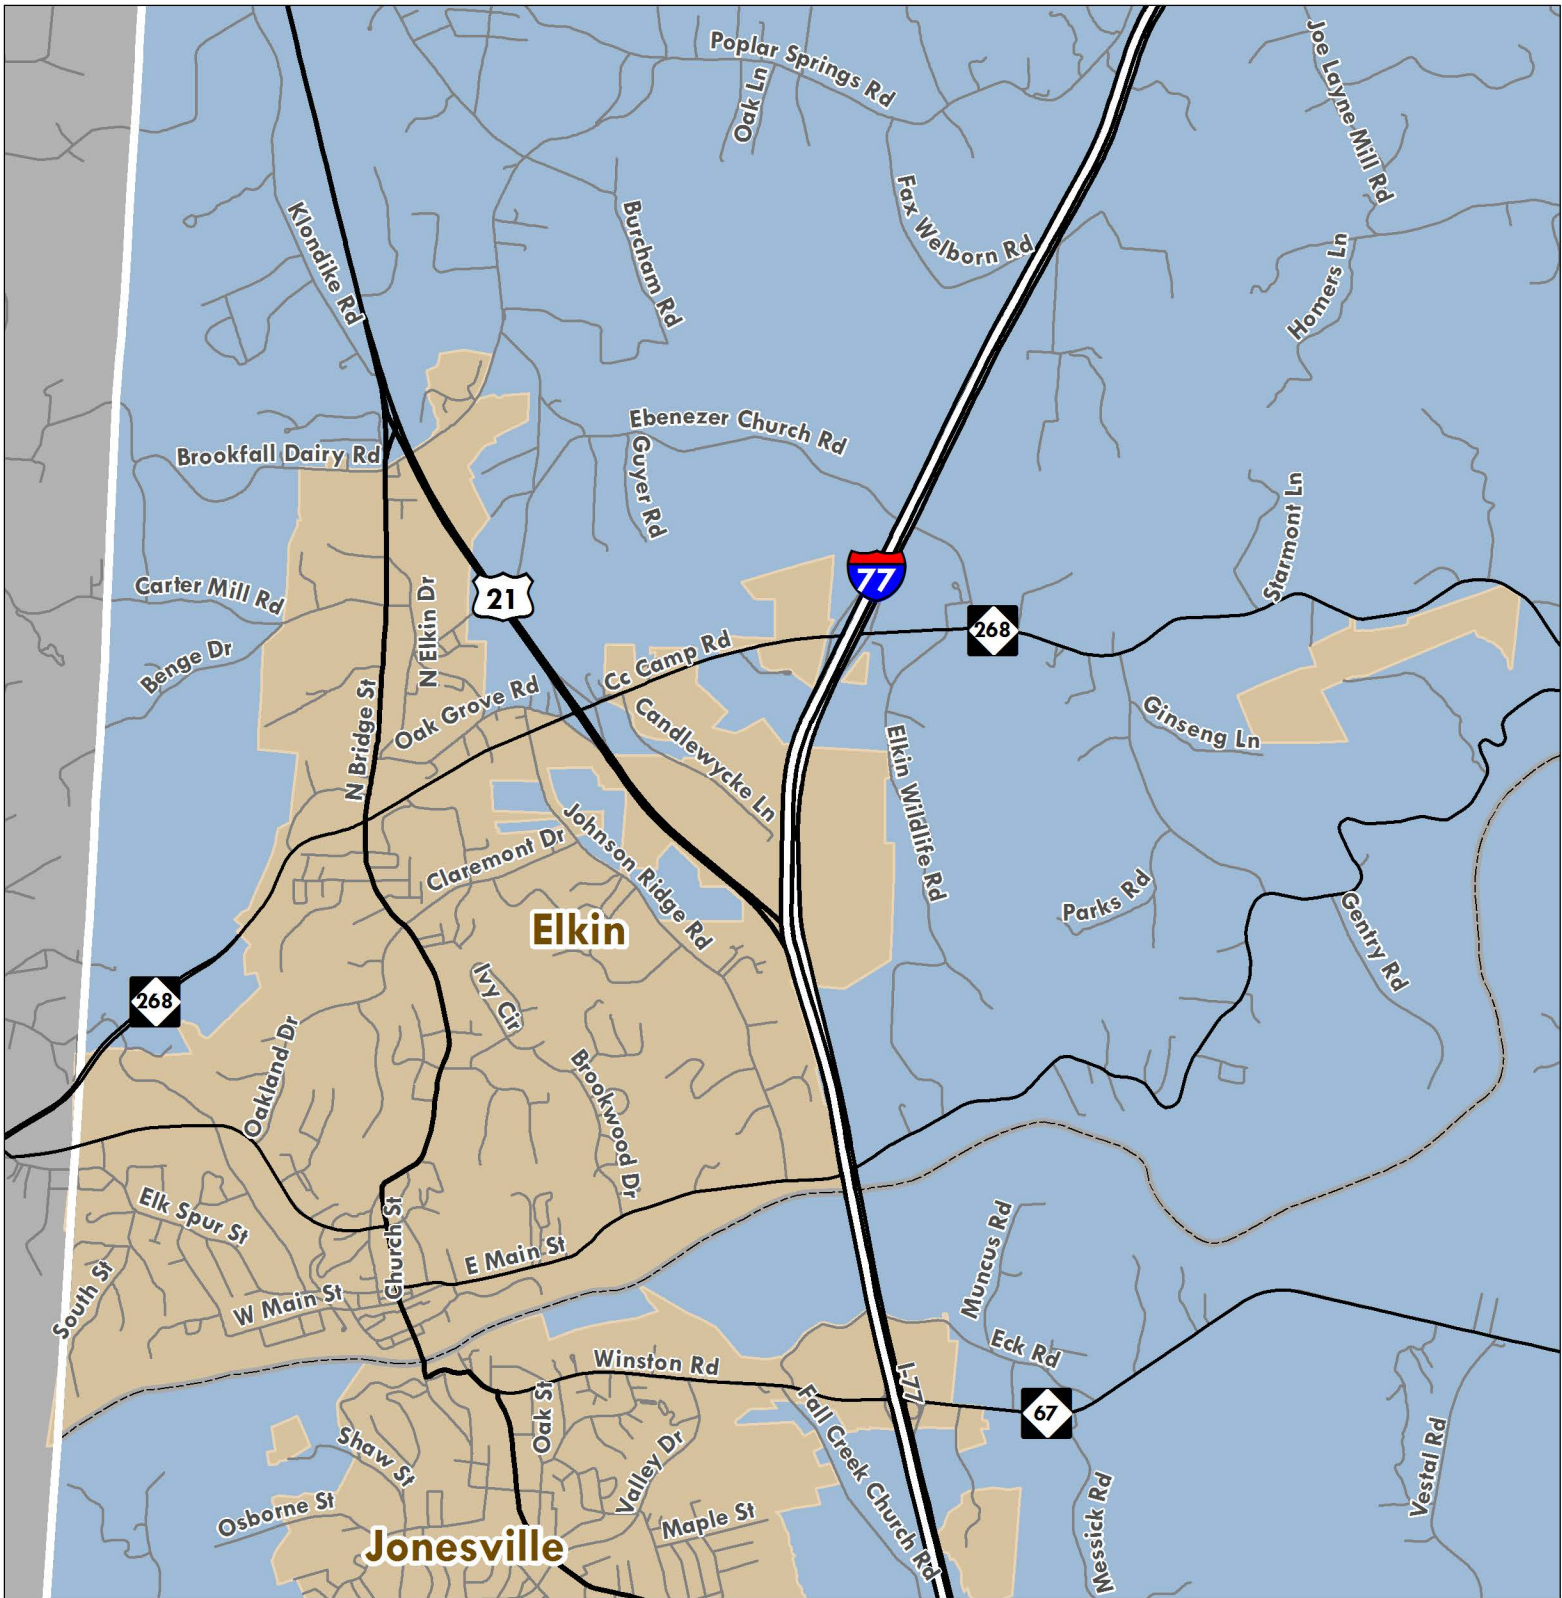 Poplar Springs Rd
Joe Layne Mill Rd
Oak Ln
Fax Welborn Rd
Klondike Rd
Burcham Rd
Homers Ln
Ebenezer Church Rd
Brookfall Dairy Rd
Guyer Rd
Starmont Ln
77
Carter Mill Rd
N Elkin Dr
21
268
Benge Dr
Cc Camp Rd
Oak Grove Rd
N Bridge St
Candlewycke Ln
Ginseng Ln
Elkin Wildlife Rd
Johnson Ridge Rd
Claremont Dr
Parks Rd
Elkin
Gentry Rd
268
Ivy Cir
Oakland Dr
Brookwood Dr
Elk Spur St
Church St
E Main St
Muncus Rd
South St
W Main St
Eck Rd
Winston Rd
I-77
67
Oak St
Fall Creek Church Rd
Shaw St
Valley Dr
Vestal Rd
Osborne St
Maple St
Messick Rd
Jonesville